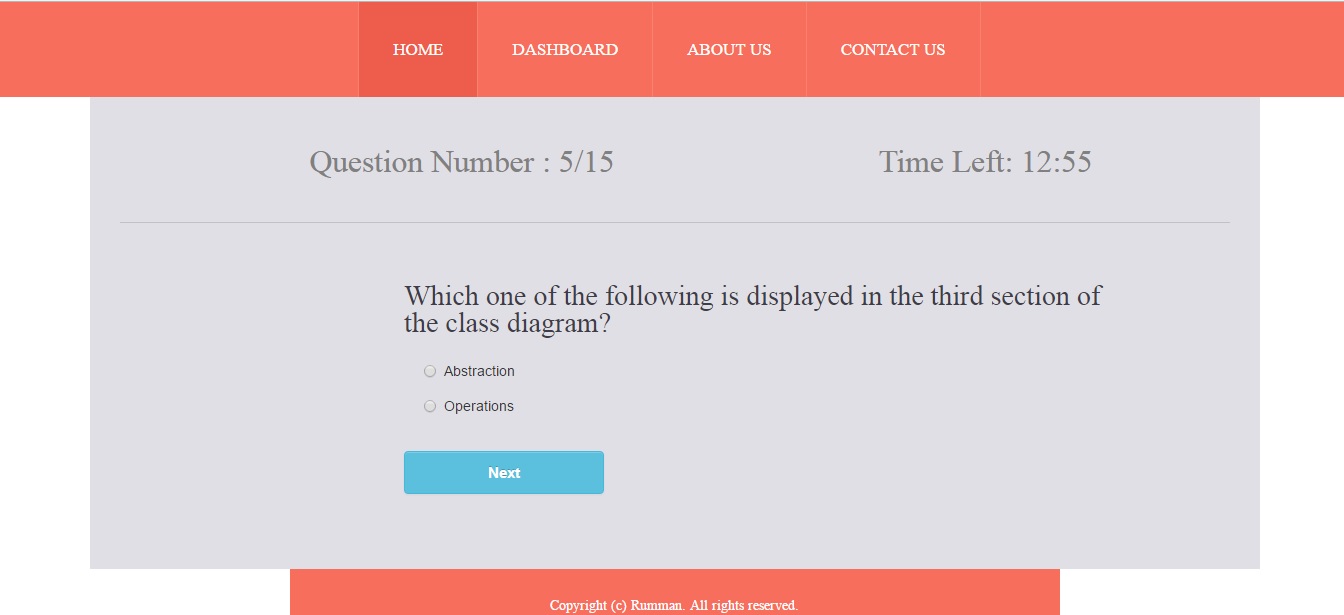 HOME DASHBOARD ABOUT US CONTACT US
Question Number : 5/15 Time Left: 12:55
Which one of the following is displayed in the third section of
the class diagram?
Abstraction
Operations
Next
Copyright (c) Rumman. All rights reserved.